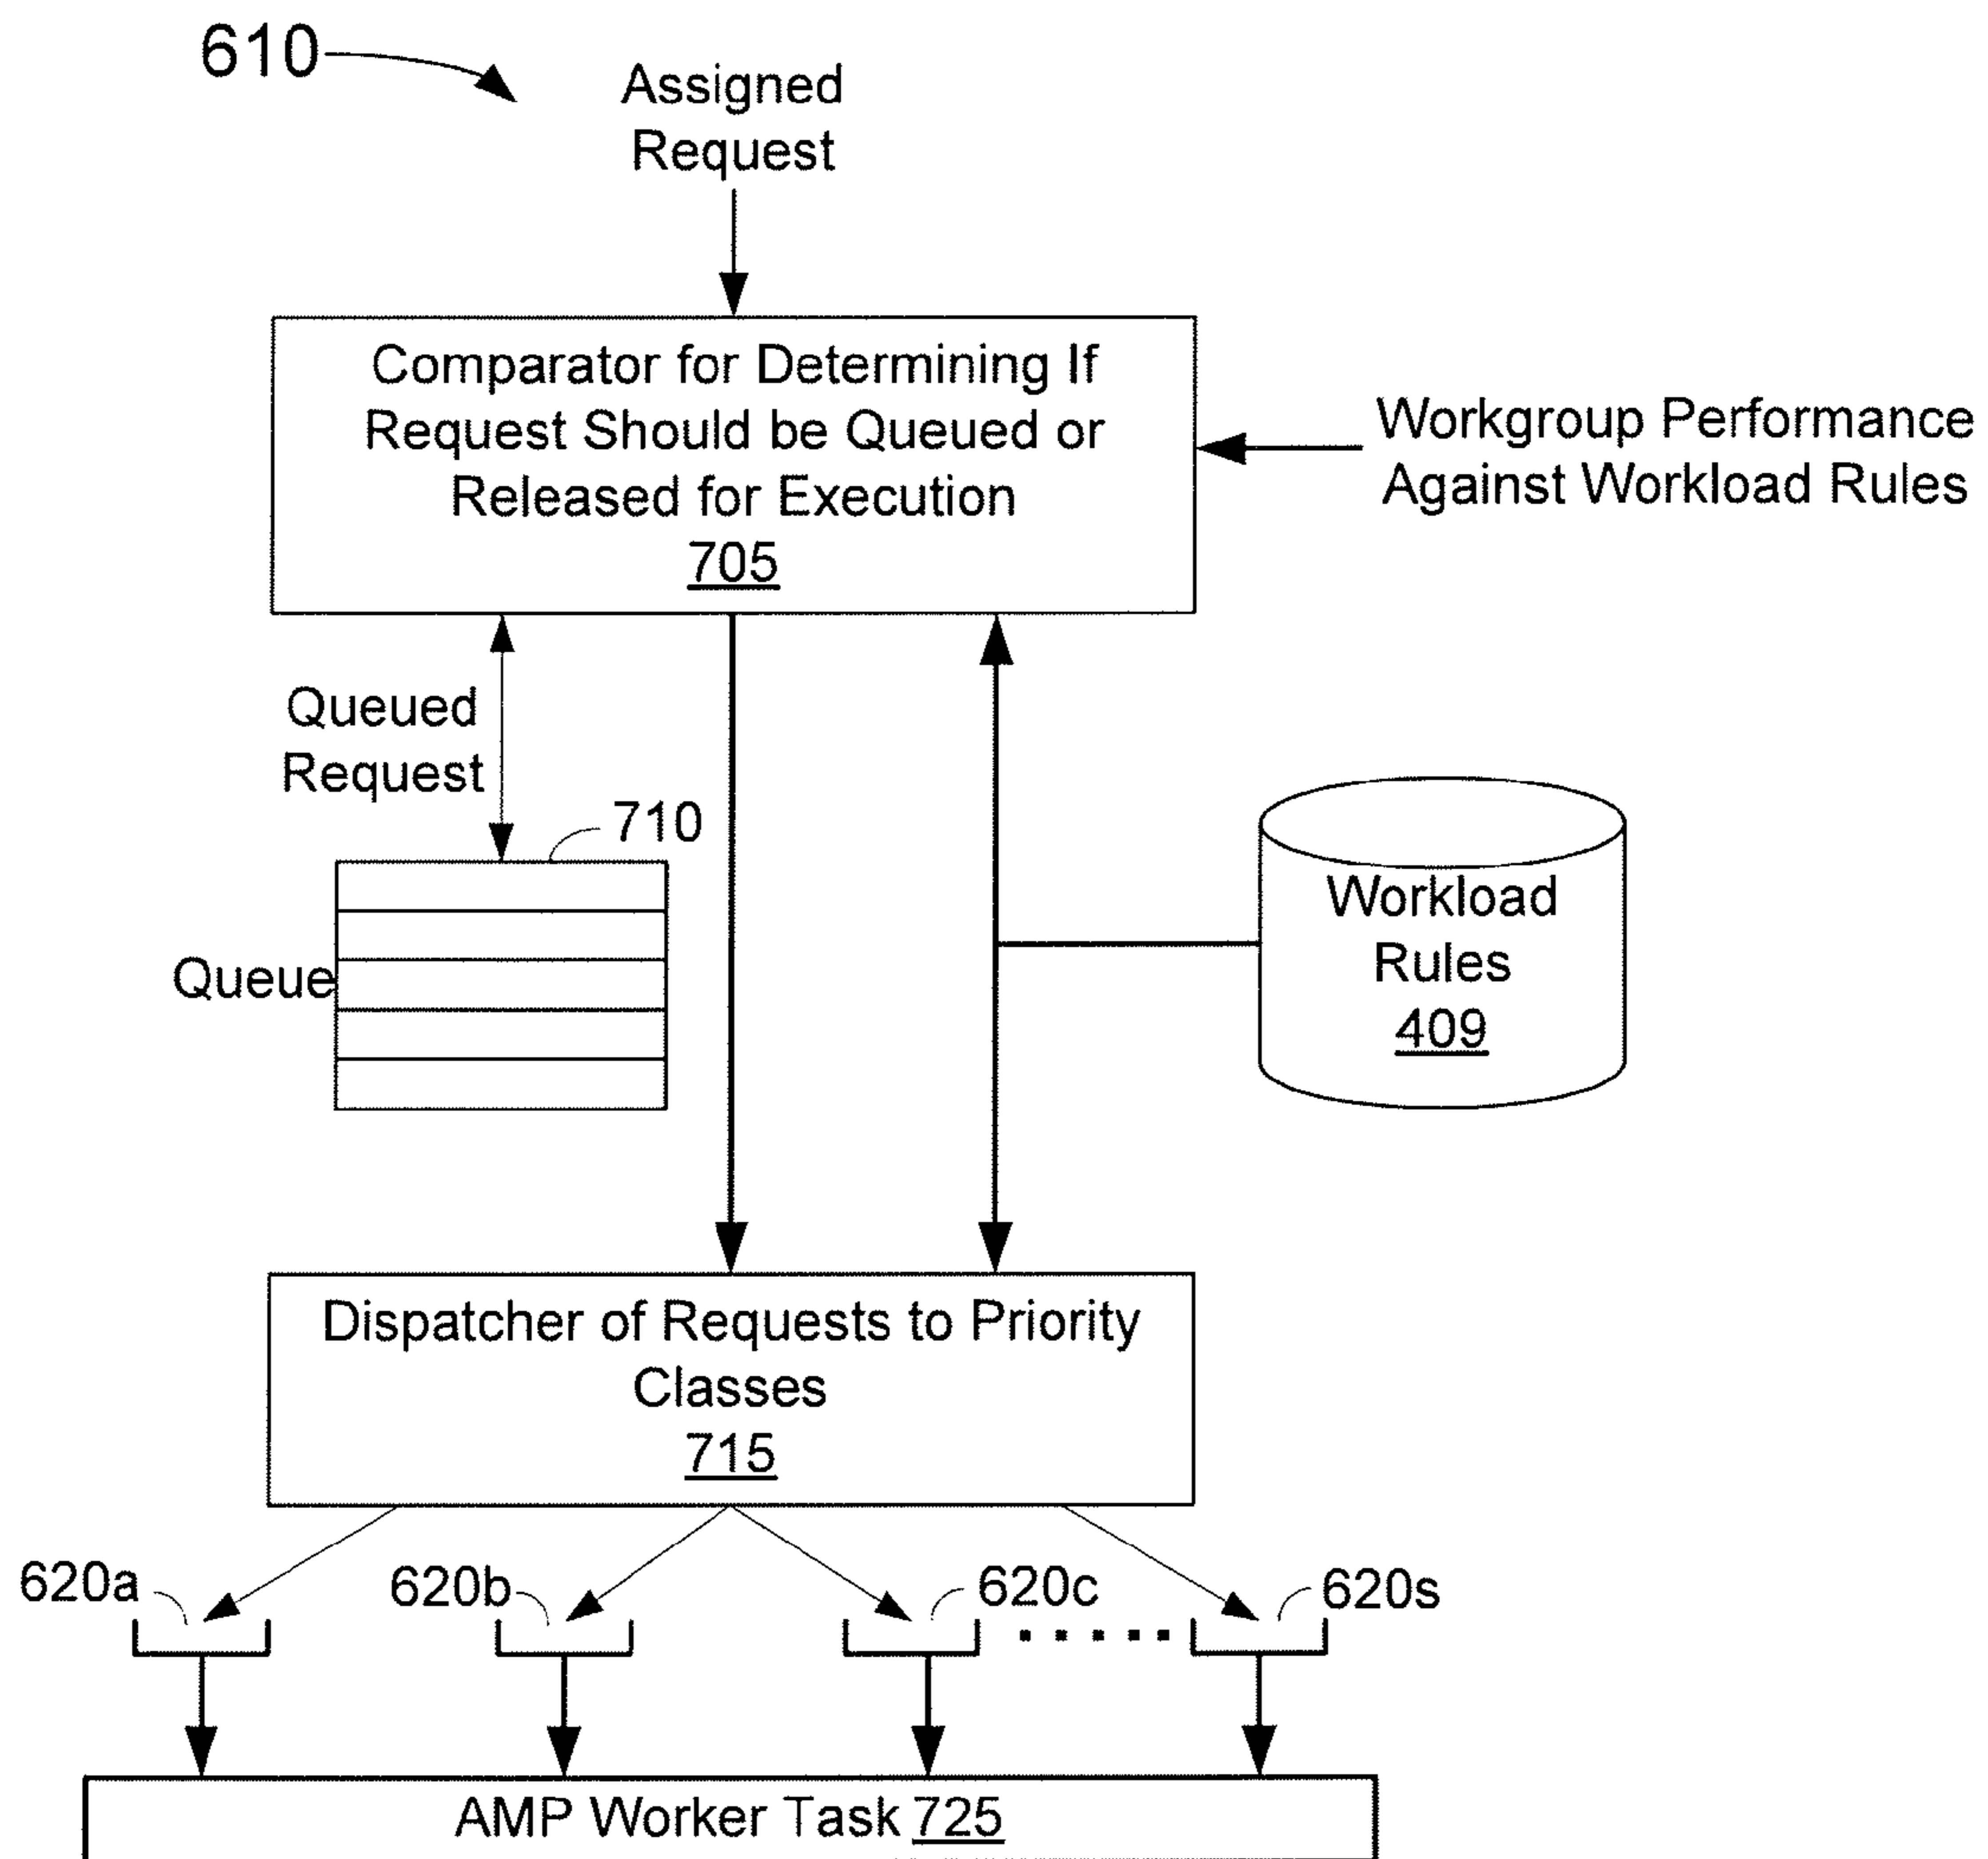 610
Assigned
Request
Comparator for Determining If
Request Should be Queued or
Released for Execution
705
Workgroup Performance
Against Workload Rules
Queued
Request
710
Queue
Workload
Rules
409
Dispatcher of Requests to Priority
Classes
715
620a
620b
620c
620s
AMP Worker Task 725